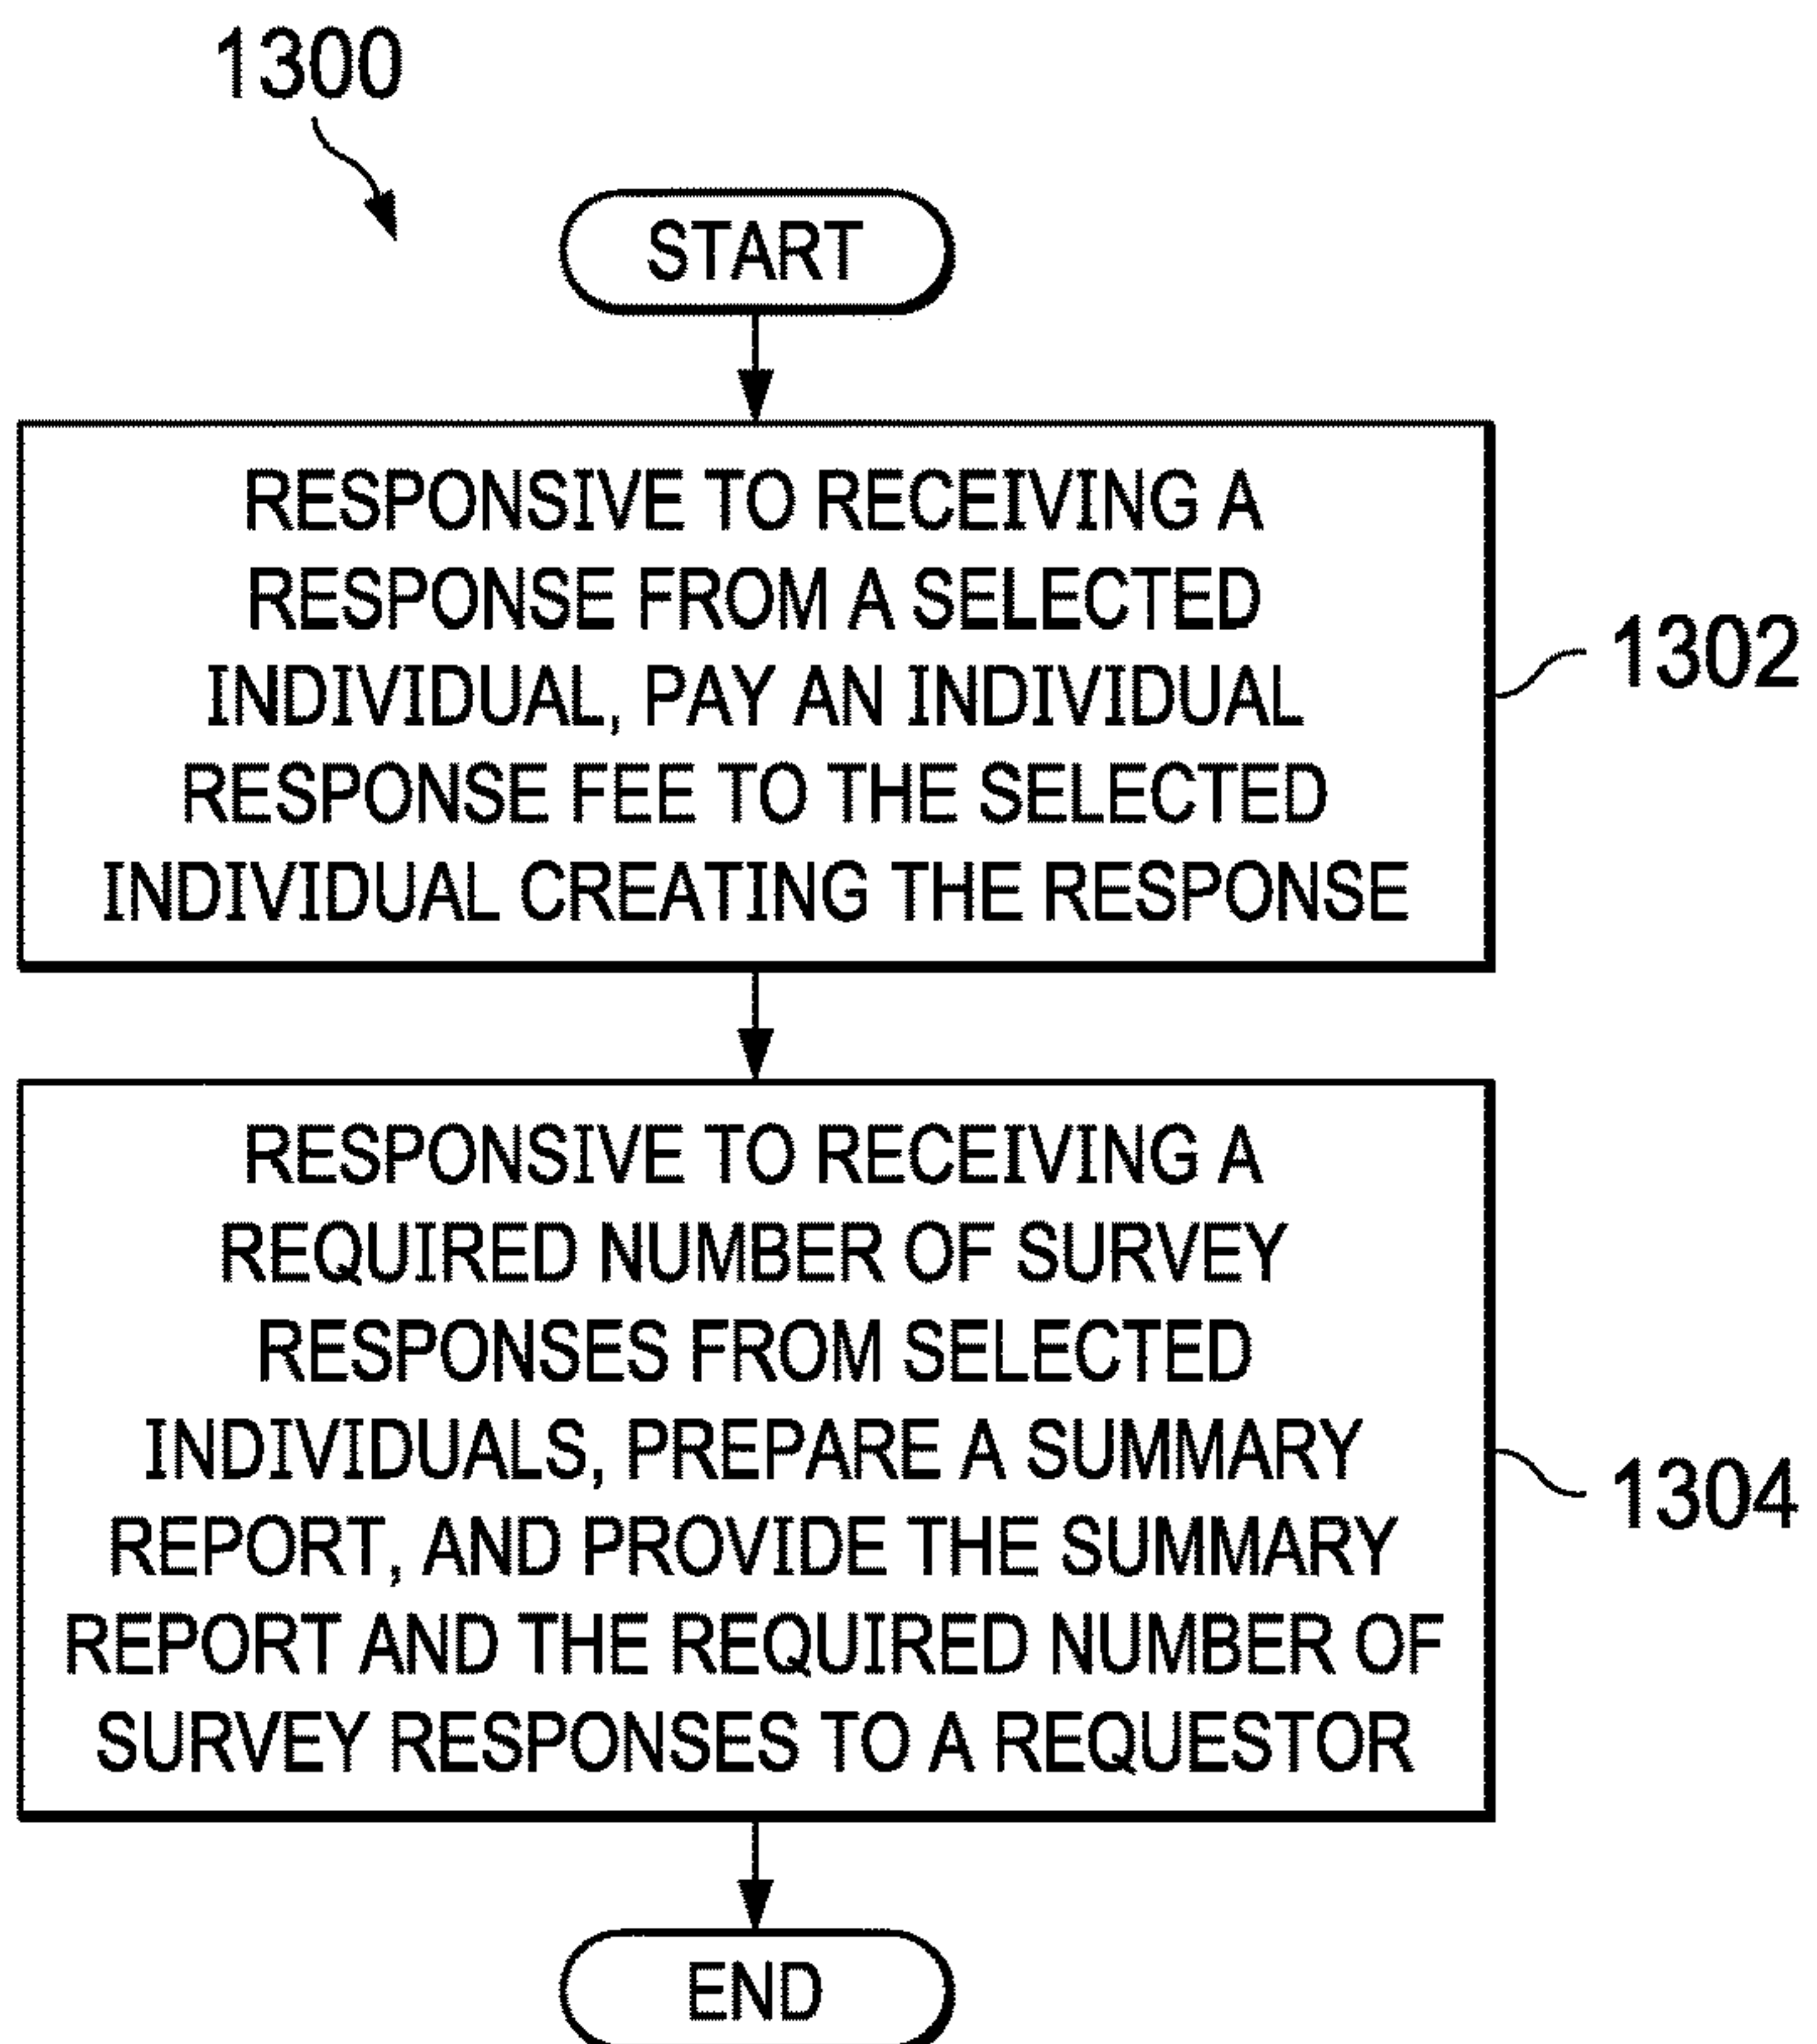 1300
START
RESPONSIVE TO RECEIVING A
RESPONSE FROM A SELECTED
INDIVIDUAL, PAY AN INDIVIDUAL
RESPONSE FEE TO THE SELECTED
INDIVIDUAL CREATING THE RESPONSE
1302
RESPONSIVE TO RECEIVING A
REQUIRED NUMBER OF SURVEY
RESPONSES FROM SELECTED
INDIVIDUALS, PREPARE A SUMMARY
REPORT, AND PROVIDE THE SUMMARY
REPORT AND THE REQUIRED NUMBER OF
SURVEY RESPONSES TO A REQUESTOR
1304
END